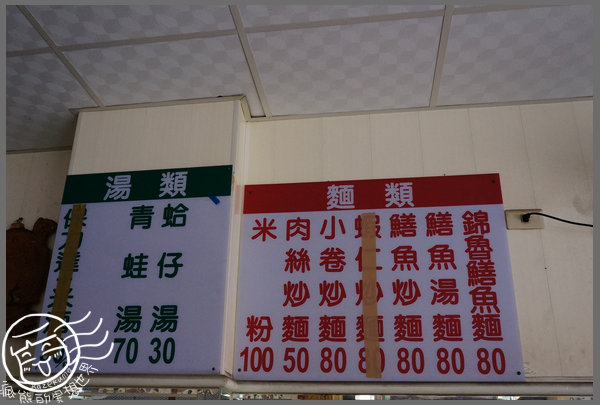 湯類
蛤仔湯 30
青蛙湯 70
麵類
錦魯鱔魚麵 80
鱔魚湯麵 80
鱔魚炒麵 80
蝦仁炒麵 80
小卷炒麵 80
肉絲炒麵 50
米粉 100